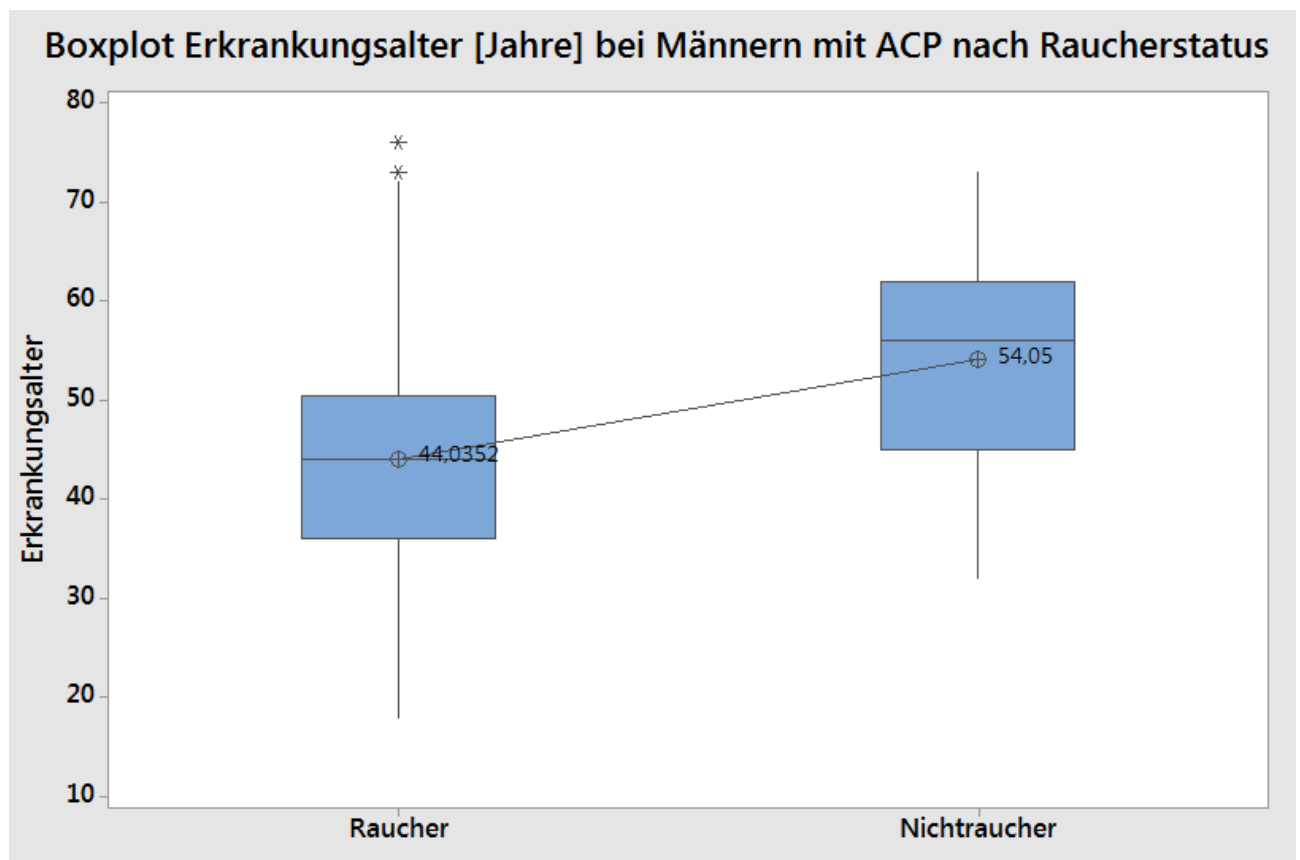 Boxplot Erkrankungsalter [Jahre] bei Männern mit ACP nach Raucherstatus
80
70
60
50
40
30
20
10
Erkrankungsalter
44,0352
54,05
Raucher
Nichtraucher